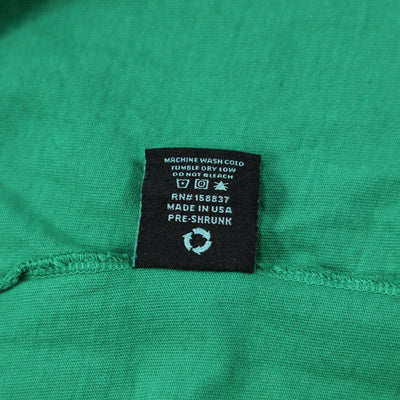 MACHINE WASH COLD
TUMBLE DRY LOW
DO NOT BLEACH
RN# 158837
MADE IN USA
PRE-SHRUNK